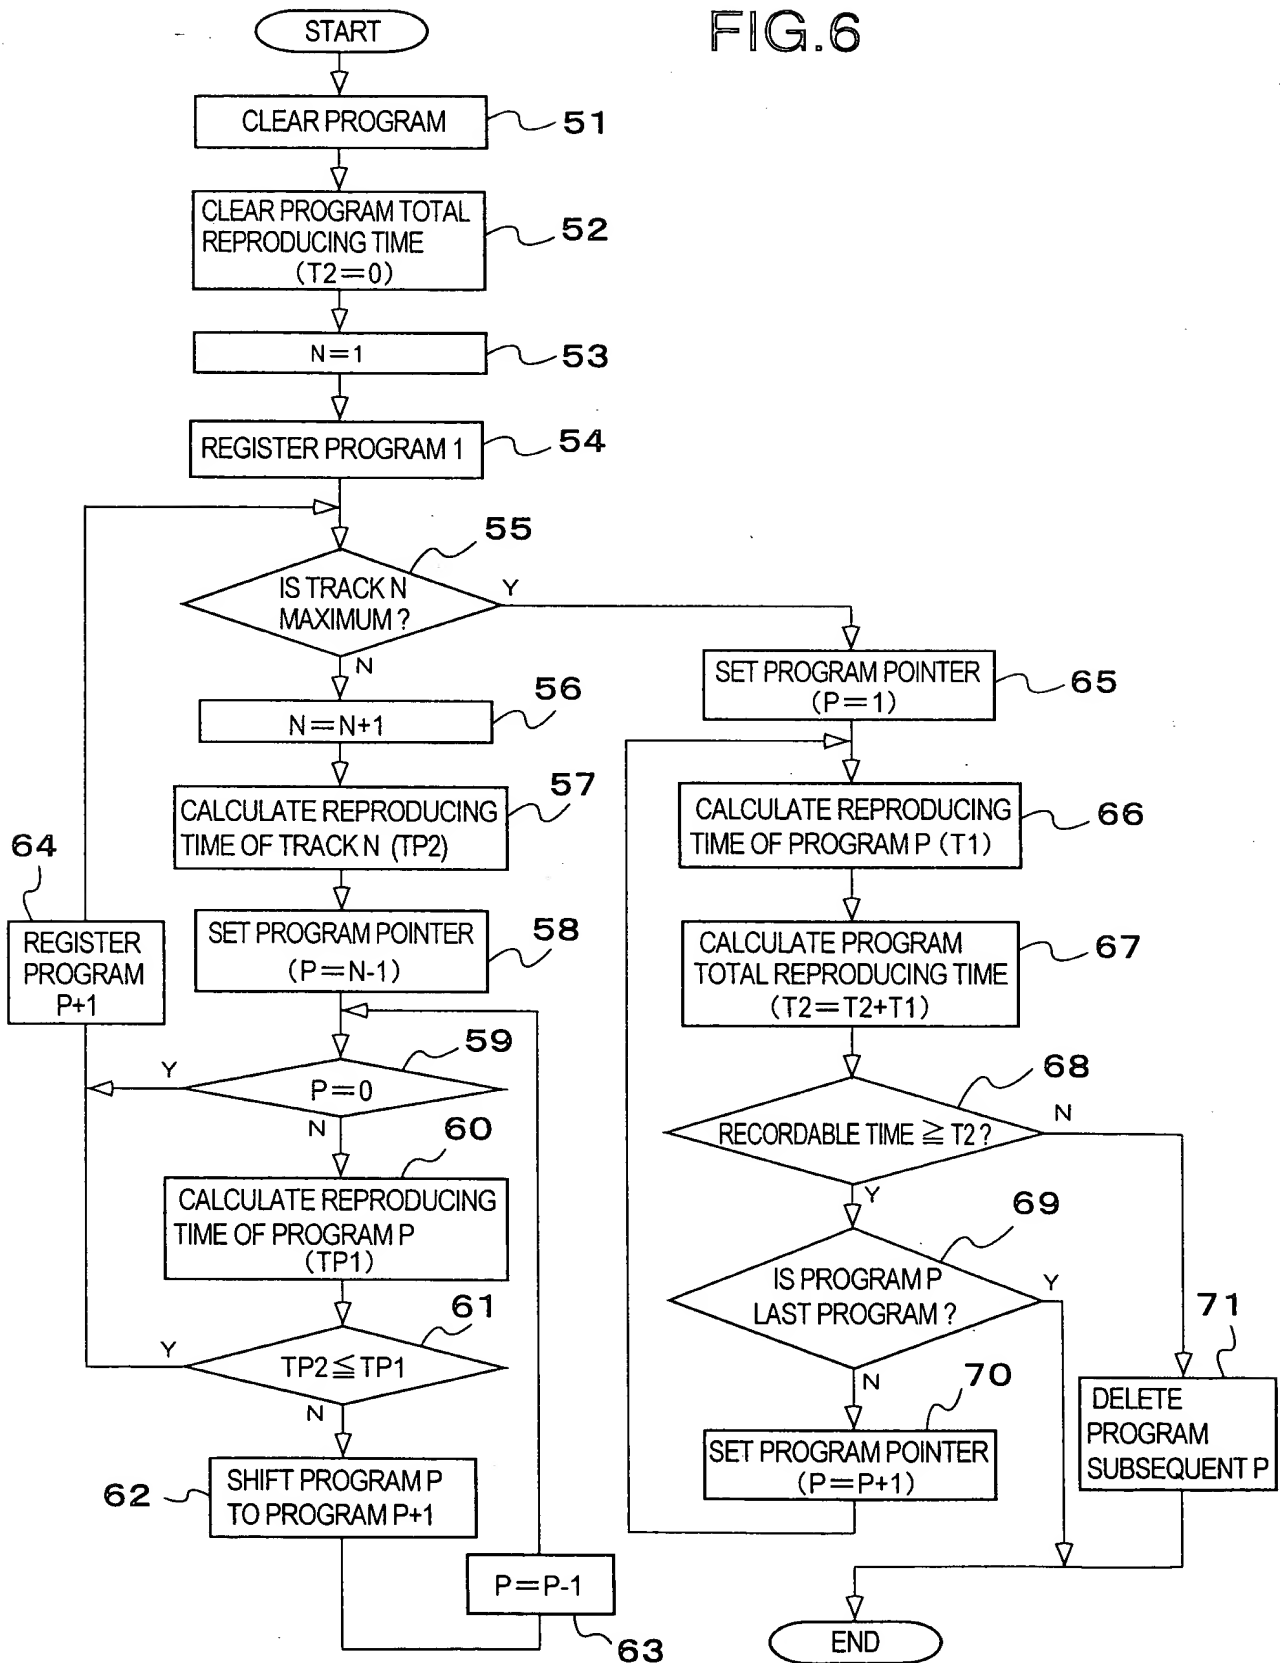 FIG.6
START
CLEAR PROGRAM
51
CLEAR PROGRAM TOTAL
REPRODUCING TIME
(T2=0)
52
N=1
53
REGISTER PROGRAM 1
54
55
IS TRACK N
MAXIMUM?
Y
N
N=N+1
56
CALCULATE REPRODUCING
TIME OF TRACK N (TP2)
57
SET PROGRAM POINTER
(P=N-1)
58
59
P=0
Y
N
60
CALCULATE REPRODUCING
TIME OF PROGRAM P
(TP1)
61
TP2≦TP1
Y
N
SHIFT PROGRAM P
TO PROGRAM P+1
62
P=P-1
63
64
REGISTER
PROGRAM
P+1
SET PROGRAM POINTER
(P=1)
65
CALCULATE REPRODUCING
TIME OF PROGRAM P (T1)
66
CALCULATE PROGRAM
TOTAL REPRODUCING TIME
(T2=T2+T1)
67
68
RECORDABLE TIME ≧ T2?
N
Y
69
IS PROGRAM P
LAST PROGRAM?
Y
N
70
SET PROGRAM POINTER
(P=P+1)
71
DELETE
PROGRAM
SUBSEQUENT P
END